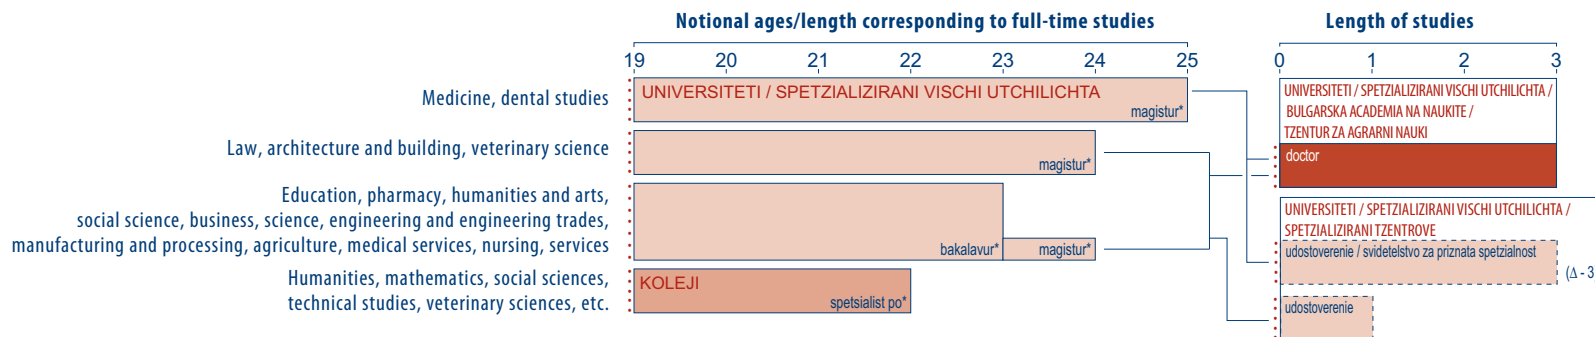 Notional ages/length corresponding to full-time studies
Length of studies
19 20 21 22 23 24 25
0 1 2 3
Medicine, dental studies
UNIVERSITETI / SPETZIALIZIRANI VISCHI UTCHILICHTA
magistur*
Law, architecture and building, veterinary science
magistur*
Education, pharmacy, humanities and arts,
social science, business, science, engineering and engineering trades,
manufacturing and processing, agriculture, medical services, nursing, services
bakalavur*
magistur*
Humanities, mathematics, social sciences,
technical studies, veterinary sciences, etc.
KOLEJI
spetsialist po*
UNIVERSITETI / SPETZIALIZIRANI VISCHI UTCHILICHTA /
BULGARSKA ACADEMIA NA NAUKITE /
TZENTUR ZA AGRARNI NAUKI
doctor
UNIVERSITETI / SPETZIALIZIRANI VISCHI UTCHILICHTA /
SPETZIALIZIRANI TZENTROVE
udostoverenie / svidetelstvo za priznata spetzialnost
(Δ - 3
udostoverenie